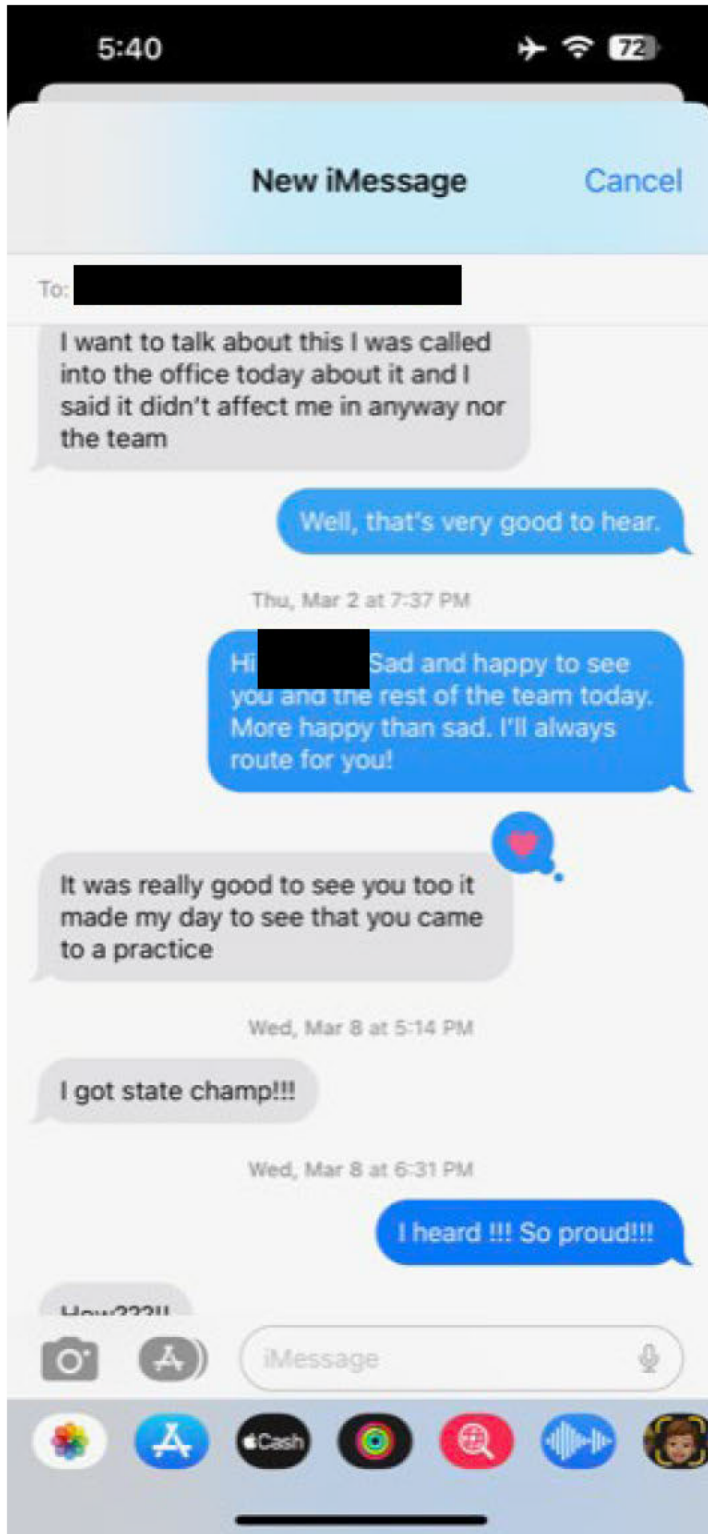 5:40
72
New iMessage
Cancel
To:
I want to talk about this I was called
into the office today about it and I
said it didn't affect me in anyway nor
the team
Well, that's very good to hear.
Thu, Mar 2 at 7:37 PM
Hi Sad and happy to see
you and the rest of the team today.
More happy than sad. I'll always
route for you!
It was really good to see you too it
made my day to see that you came
to a practice
Wed, Mar 8 at 5:14 PM
I got state champ!!!
Wed, Mar 8 at 6:31 PM
I heard !!! So proud!!!
How???!!
iMessage
Cash